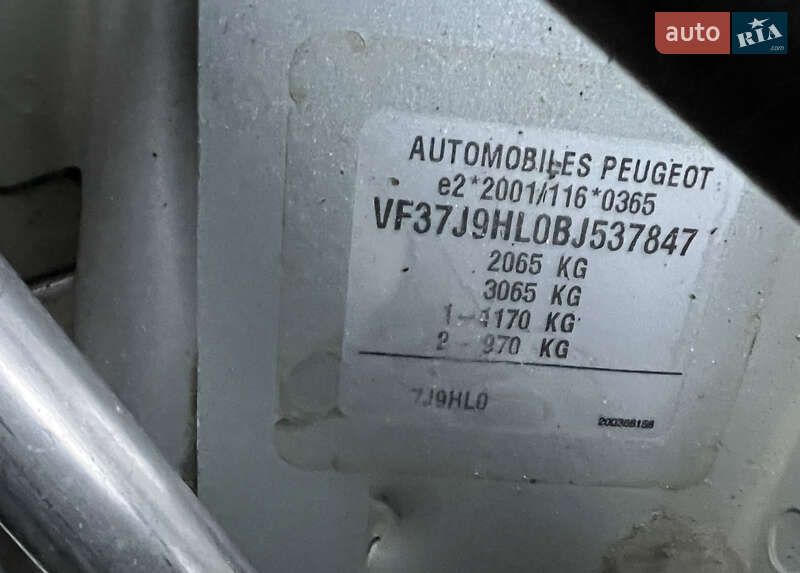 auto RIA .com
AUTOMOBILES PEUGEOT
e2*2001/116*0365
VF37J9HL0BJ537847
2065 KG
3065 KG
1-1170 KG
2- 970 KG
7J9HL0